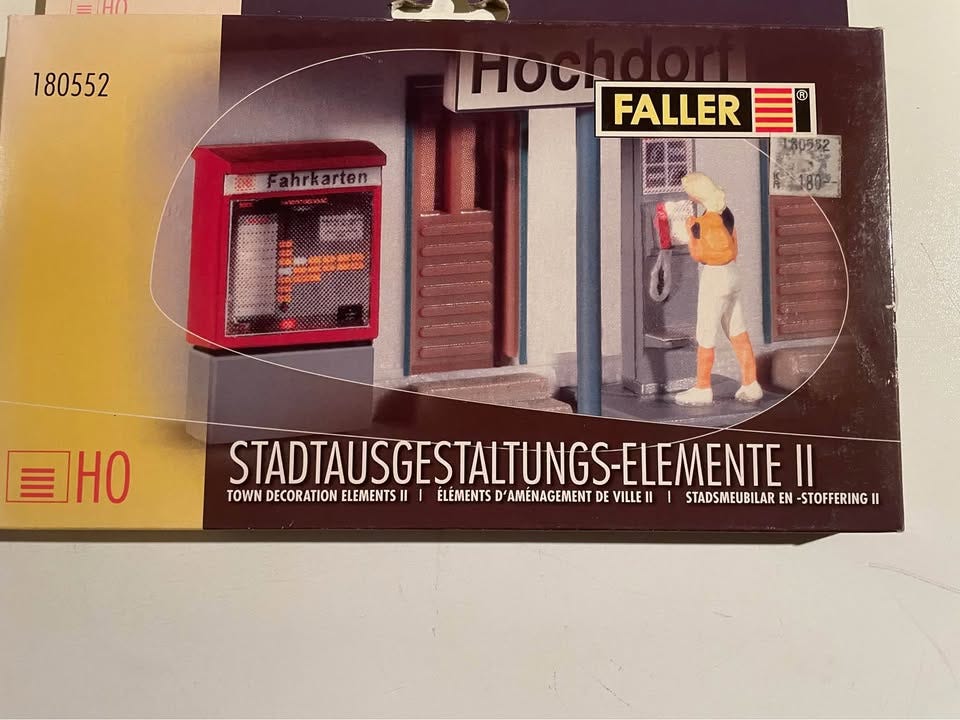 HO
180552
Hochdorf
FALLER ®
180552
KR 180:-
Fahrkarten
HO
STADTAUSGESTALTUNGS-ELEMENTE II
TOWN DECORATION ELEMENTS II | ÉLÉMENTS D'AMÉNAGEMENT DE VILLE II | STADSMEUBILAR EN -STOFFERING II